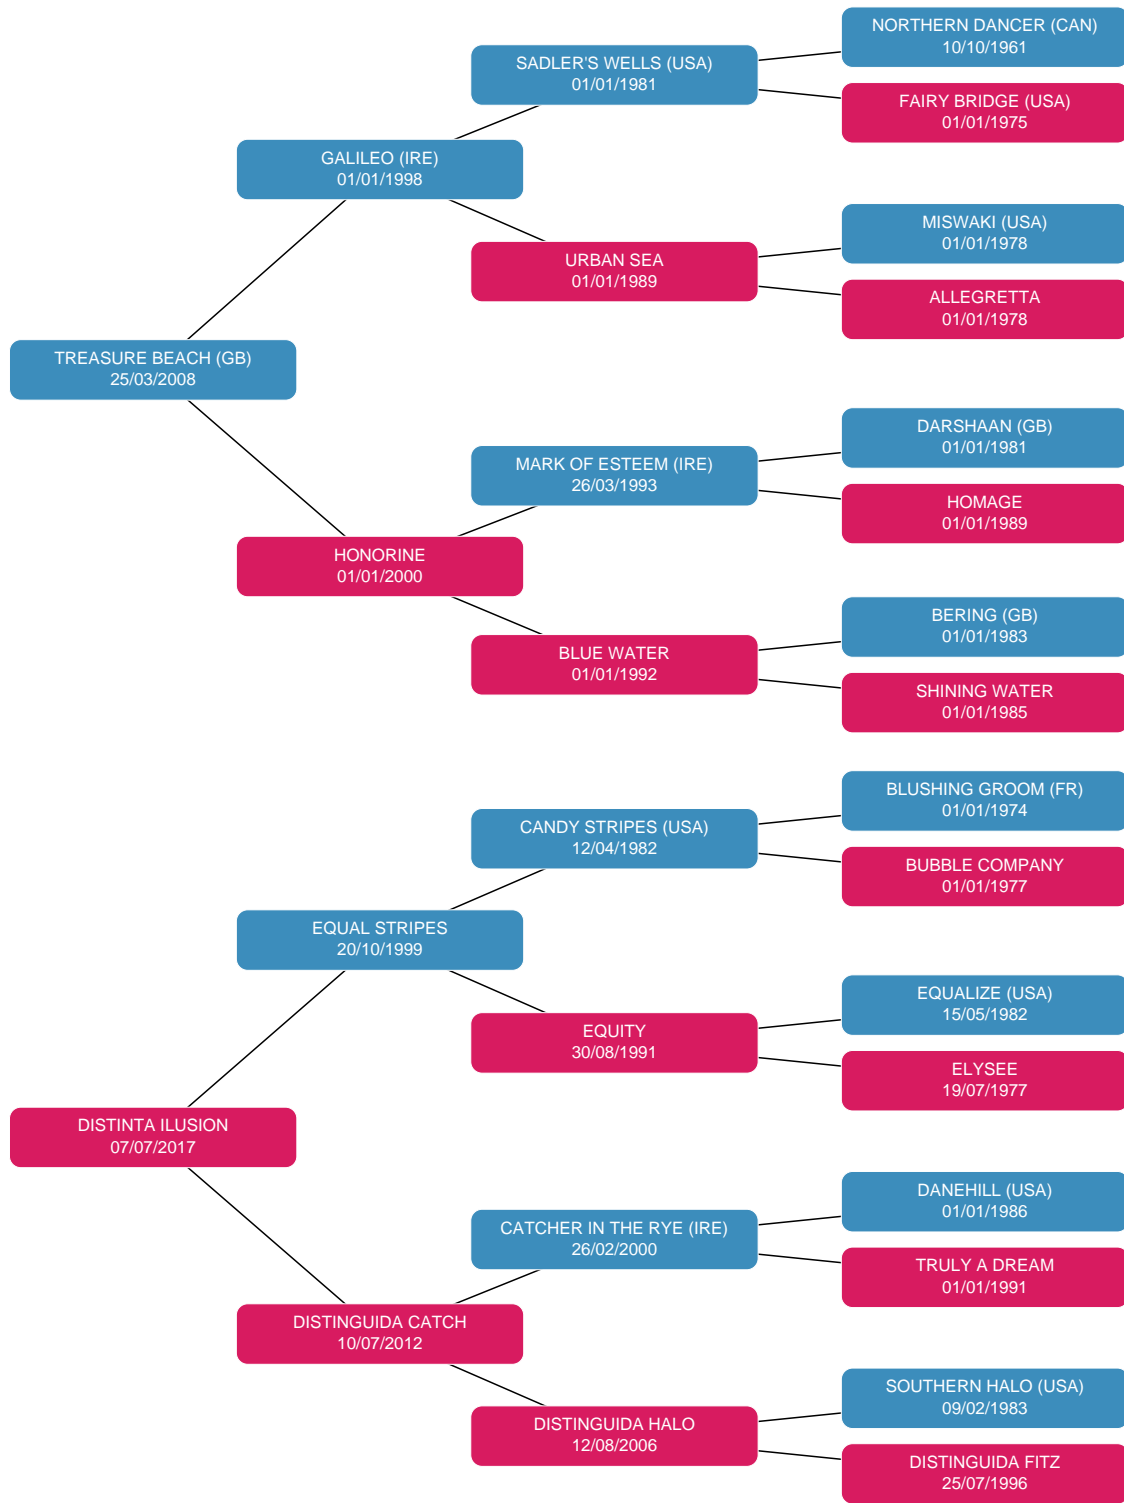 NORTHERN DANCER (CAN)
10/10/1961
SADLER'S WELLS (USA)
01/01/1981
FAIRY BRIDGE (USA)
01/01/1975
GALILEO (IRE)
01/01/1998
MISWAKI (USA)
01/01/1978
URBAN SEA
01/01/1989
ALLEGRETTA
01/01/1978
TREASURE BEACH (GB)
25/03/2008
DARSHAAN (GB)
01/01/1981
MARK OF ESTEEM (IRE)
26/03/1993
HOMAGE
01/01/1989
HONORINE
01/01/2000
BERING (GB)
01/01/1983
BLUE WATER
01/01/1992
SHINING WATER
01/01/1985
BLUSHING GROOM (FR)
01/01/1974
CANDY STRIPES (USA)
12/04/1982
BUBBLE COMPANY
01/01/1977
EQUAL STRIPES
20/10/1999
EQUALIZE (USA)
15/05/1982
EQUITY
30/08/1991
ELYSEE
19/07/1977
DISTINTA ILUSION
07/07/2017
DANEHILL (USA)
01/01/1986
CATCHER IN THE RYE (IRE)
26/02/2000
TRULY A DREAM
01/01/1991
DISTINGUIDA CATCH
10/07/2012
SOUTHERN HALO (USA)
09/02/1983
DISTINGUIDA HALO
12/08/2006
DISTINGUIDA FITZ
25/07/1996